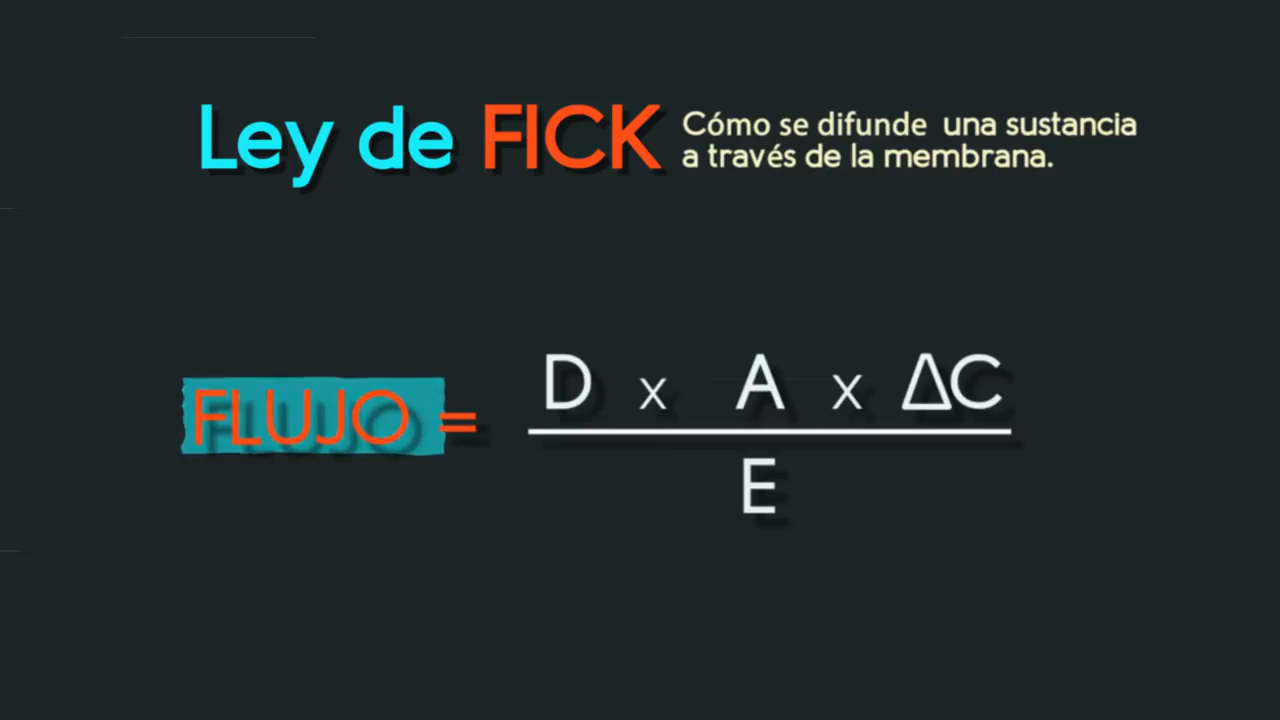 Ley de FICK
Cómo se difunde una sustancia
a través de la membrana.
FLUJO =
D x A x ΔC
E